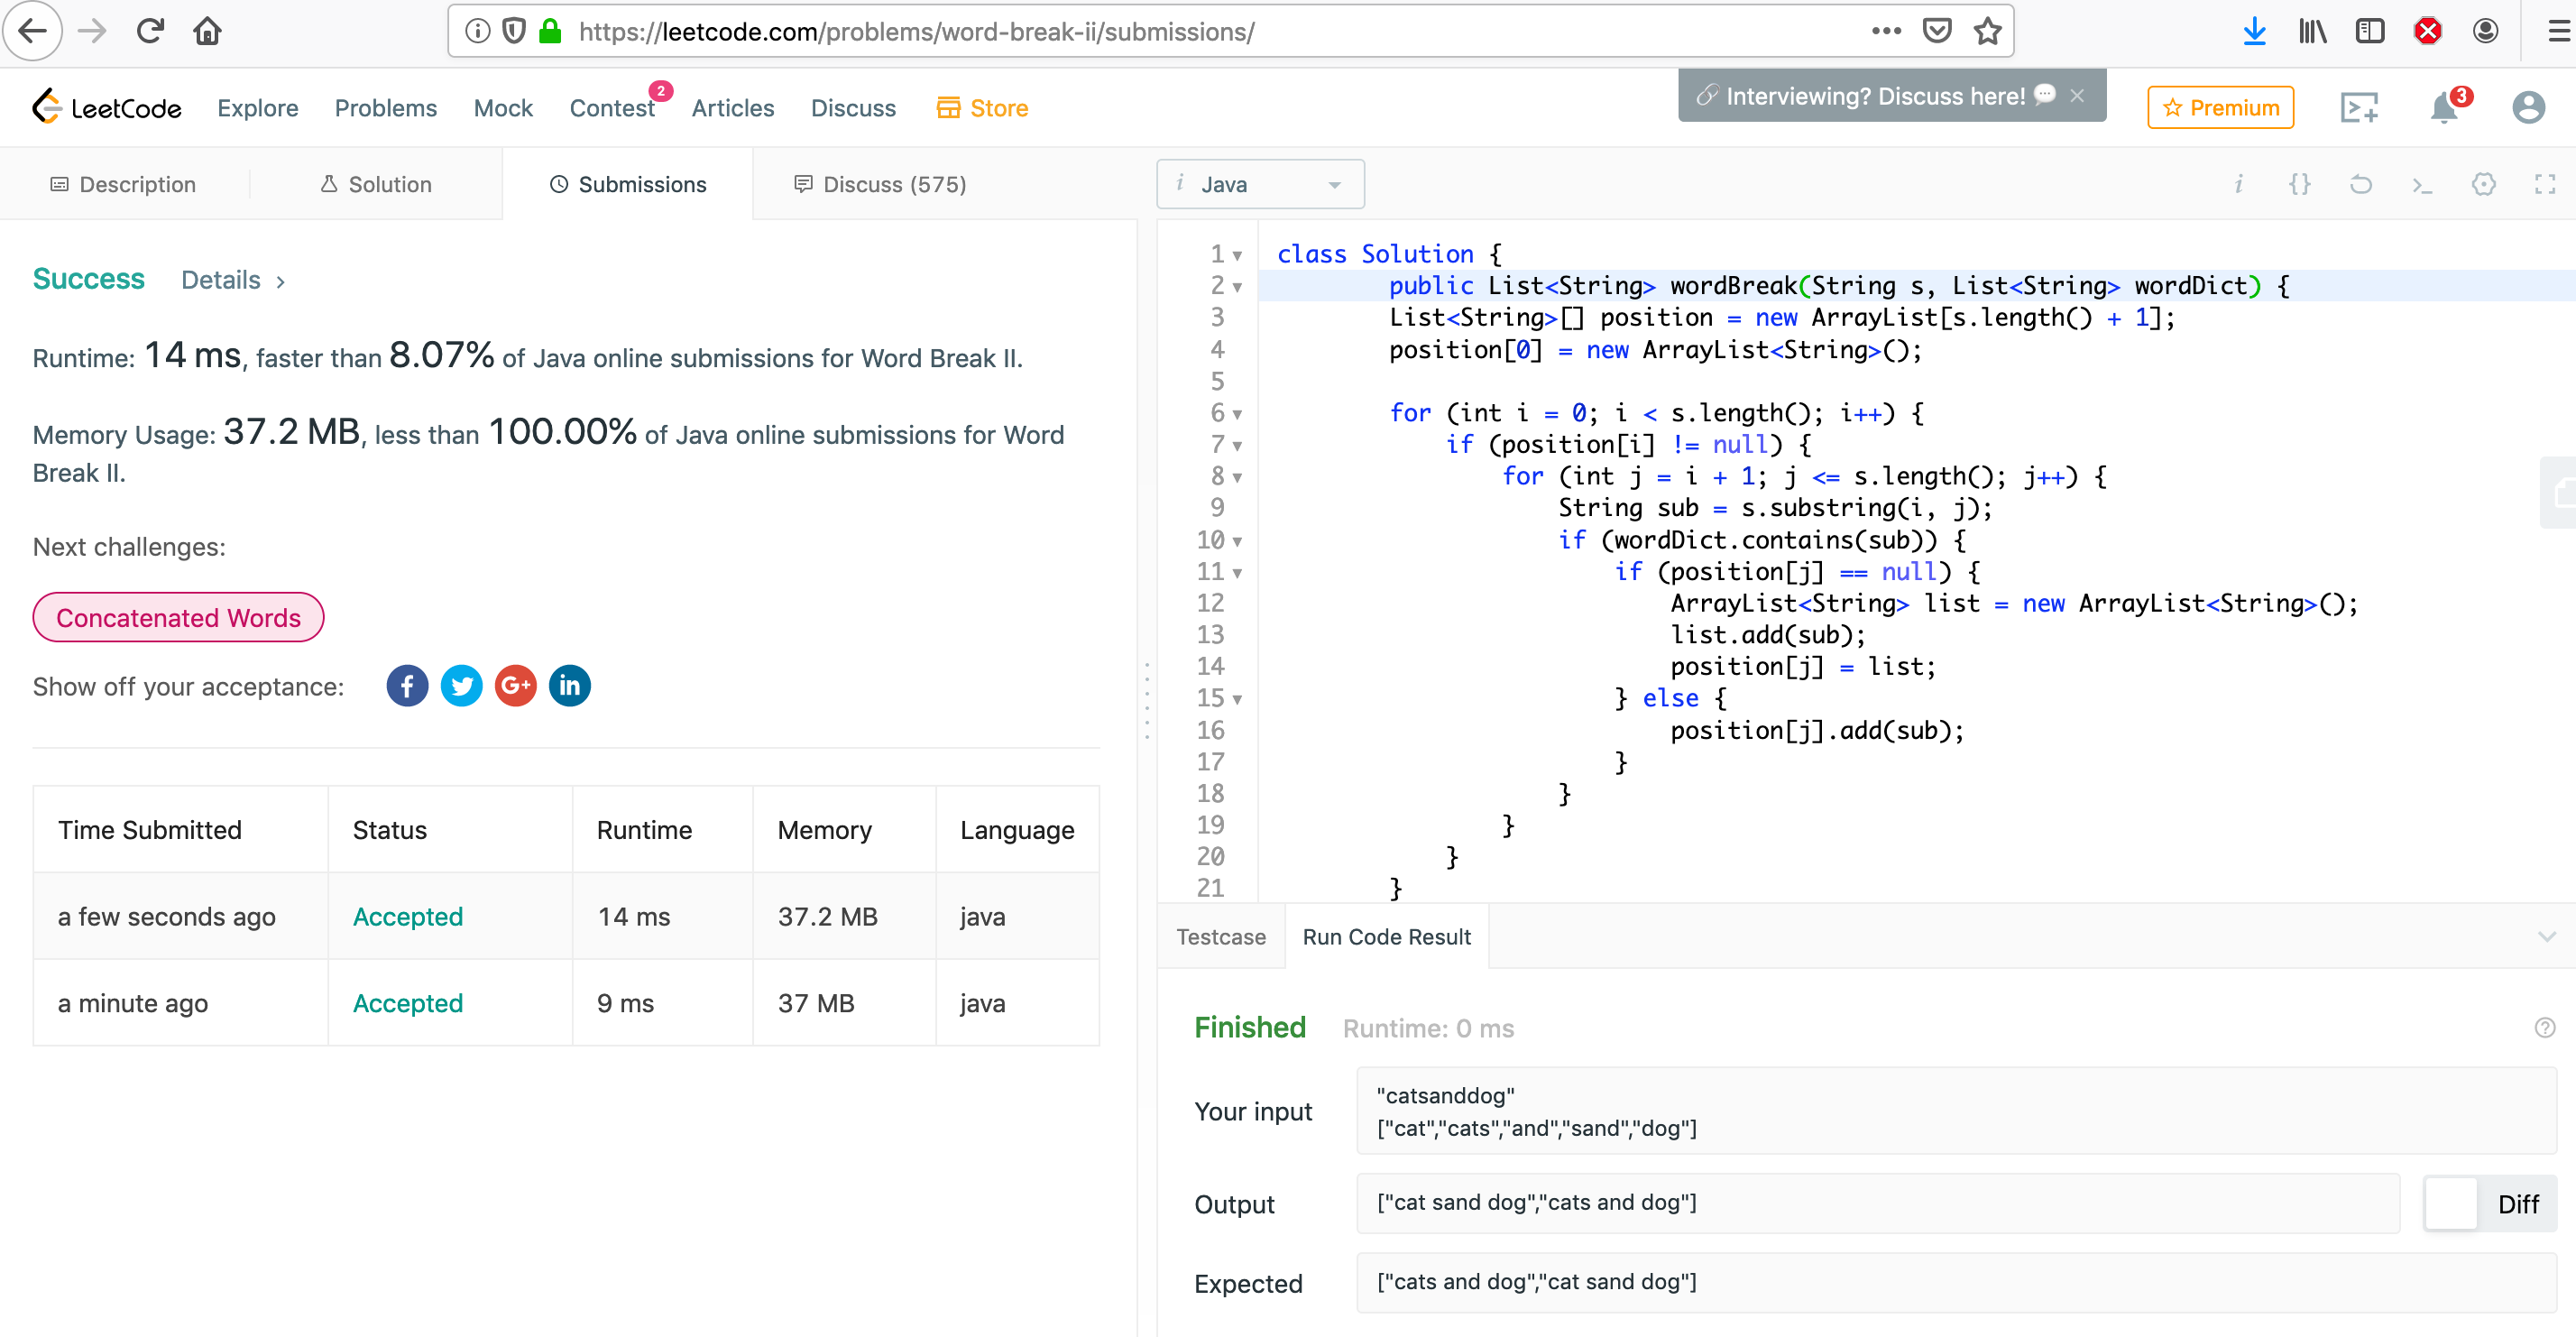 https://leetcode.com/problems/word-break-ii/submissions/
LeetCode Explore Problems Mock Contest 2 Articles Discuss Store Interviewing? Discuss here! Premium 3
Description Solution Submissions Discuss (575)
Success Details
Runtime: 14 ms, faster than 8.07% of Java online submissions for Word Break II.
Memory Usage: 37.2 MB, less than 100.00% of Java online submissions for Word
Break II.
Next challenges:
Concatenated Words
Show off your acceptance: f G+ in
Time Submitted Status Runtime Memory Language
a few seconds ago Accepted 14 ms 37.2 MB java
a minute ago Accepted 9 ms 37 MB java
i Java i {} >_
1 class Solution {
2 public List<String> wordBreak(String s, List<String> wordDict) {
3 List<String>[] position = new ArrayList[s.length() + 1];
4 position[0] = new ArrayList<String>();
5
6 for (int i = 0; i < s.length(); i++) {
7 if (position[i] != null) {
8 for (int j = i + 1; j <= s.length(); j++) {
9 String sub = s.substring(i, j);
10 if (wordDict.contains(sub)) {
11 if (position[j] == null) {
12 ArrayList<String> list = new ArrayList<String>();
13 list.add(sub);
14 position[j] = list;
15 } else {
16 position[j].add(sub);
17 }
18 }
19 }
20 }
21 }
Testcase Run Code Result
Finished Runtime: 0 ms
Your input
"catsanddog"
["cat","cats","and","sand","dog"]
Output ["cat sand dog","cats and dog"] Diff
Expected ["cats and dog","cat sand dog"]